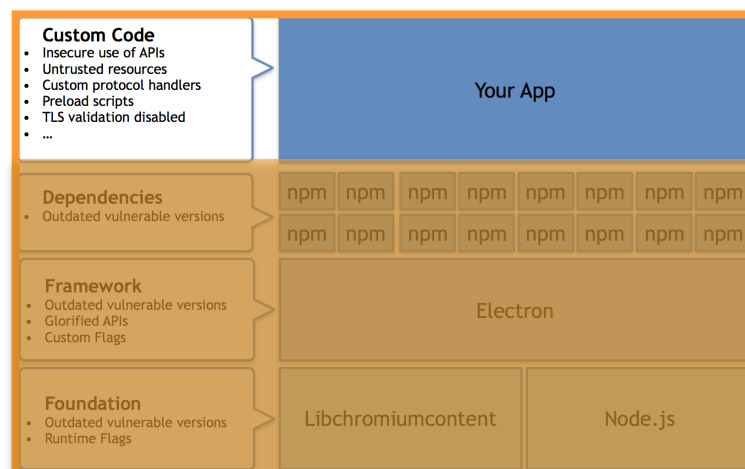 Custom Code
• Insecure use of APIs
• Untrusted resources
• Custom protocol handlers
• Preload scripts
• TLS validation disabled
• …
Your App
Dependencies
• Outdated vulnerable versions
npm npm npm npm npm npm npm npm
npm npm npm npm npm npm npm npm
Framework
• Outdated vulnerable versions
• Glorified APIs
• Custom Flags
Electron
Foundation
• Outdated vulnerable versions
• Runtime Flags
Libchromiumcontent
Node.js